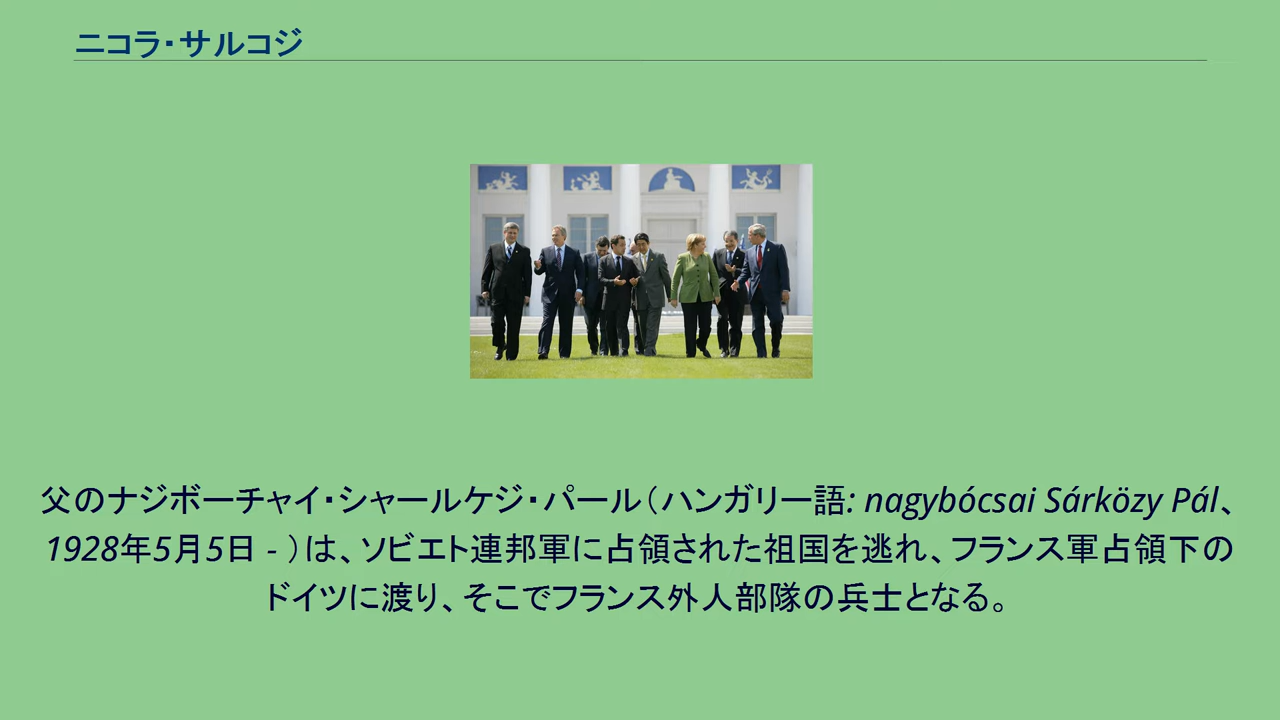 ニコラ・サルコジ
父のナジボーチャイ・シャールケジ・パール（ハンガリー語: nagybócsai Sárközy Pál、
1928年5月5日 - ）は、ソビエト連邦軍に占領された祖国を逃れ、フランス軍占領下の
ドイツに渡り、そこでフランス外人部隊の兵士となる。